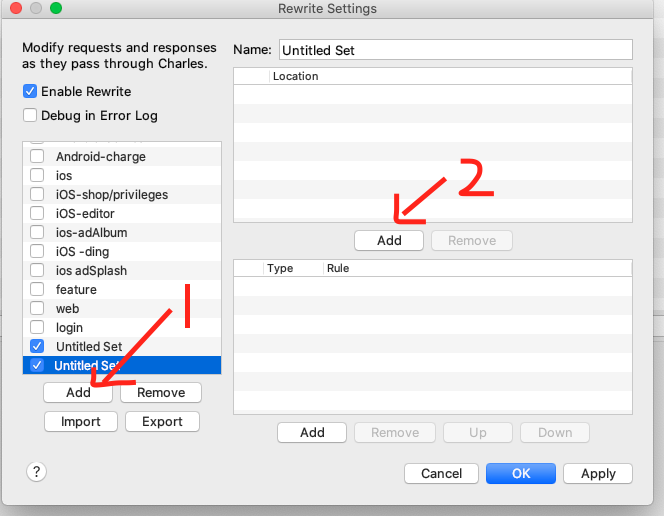 Rewrite Settings
Modify requests and responses
as they pass through Charles.
Enable Rewrite
Debug in Error Log
Android-charge
ios
iOS-shop/privileges
iOS-editor
ios-adAlbum
iOS -ding
ios adSplash
feature
web
login
Untitled Set
Untitled Set
Add
Remove
Import
Export
1
Name:
Untitled Set
Location
2
Add
Remove
Type
Rule
Add
Remove
Up
Down
?
Cancel
OK
Apply